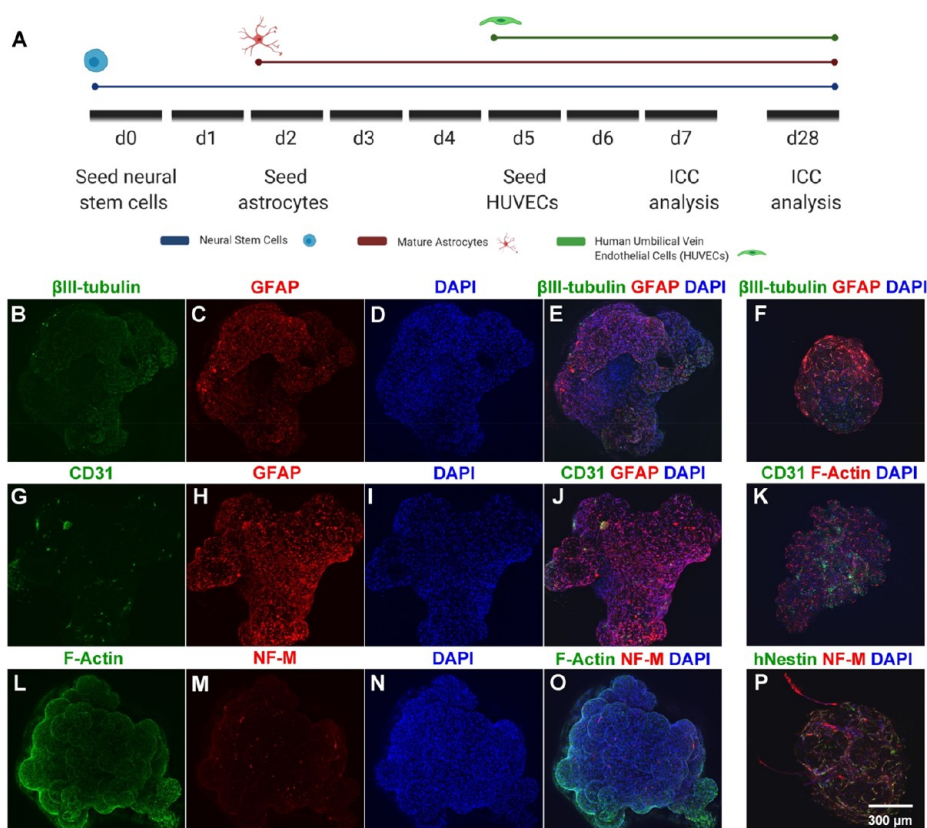 A
d0 d1 d2 d3 d4 d5 d6 d7 d28
Seed neural
stem cells
Seed
astrocytes
Seed
HUVECs
ICC
analysis
ICC
analysis
Neural Stem Cells
Mature Astrocytes
Human Umbilical Vein
Endothelial Cells (HUVECs)
βIII-tubulin GFAP DAPI βIII-tubulin GFAP DAPI βIII-tubulin GFAP DAPI
B C D E F
CD31 GFAP DAPI CD31 GFAP DAPI CD31 F-Actin DAPI
G H I J K
F-Actin NF-M DAPI F-Actin NF-M DAPI hNestin NF-M DAPI
L M N O P
300 µm